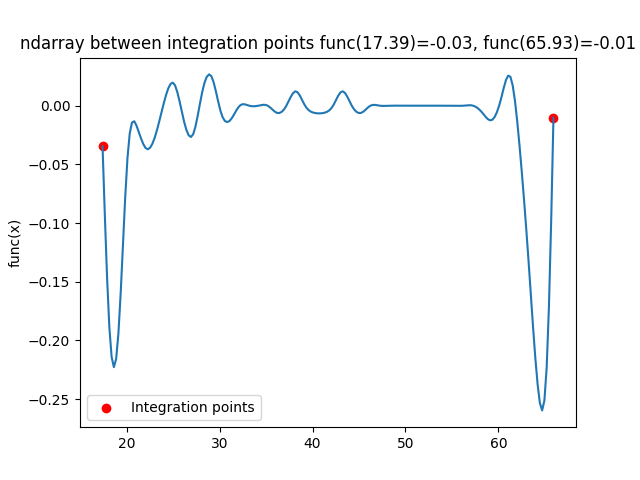 ndarray between integration points func(17.39)=-0.03, func(65.93)=-0.01
func(x)
0.00
−0.05
−0.10
−0.15
−0.20
−0.25
Integration points
20 30 40 50 60